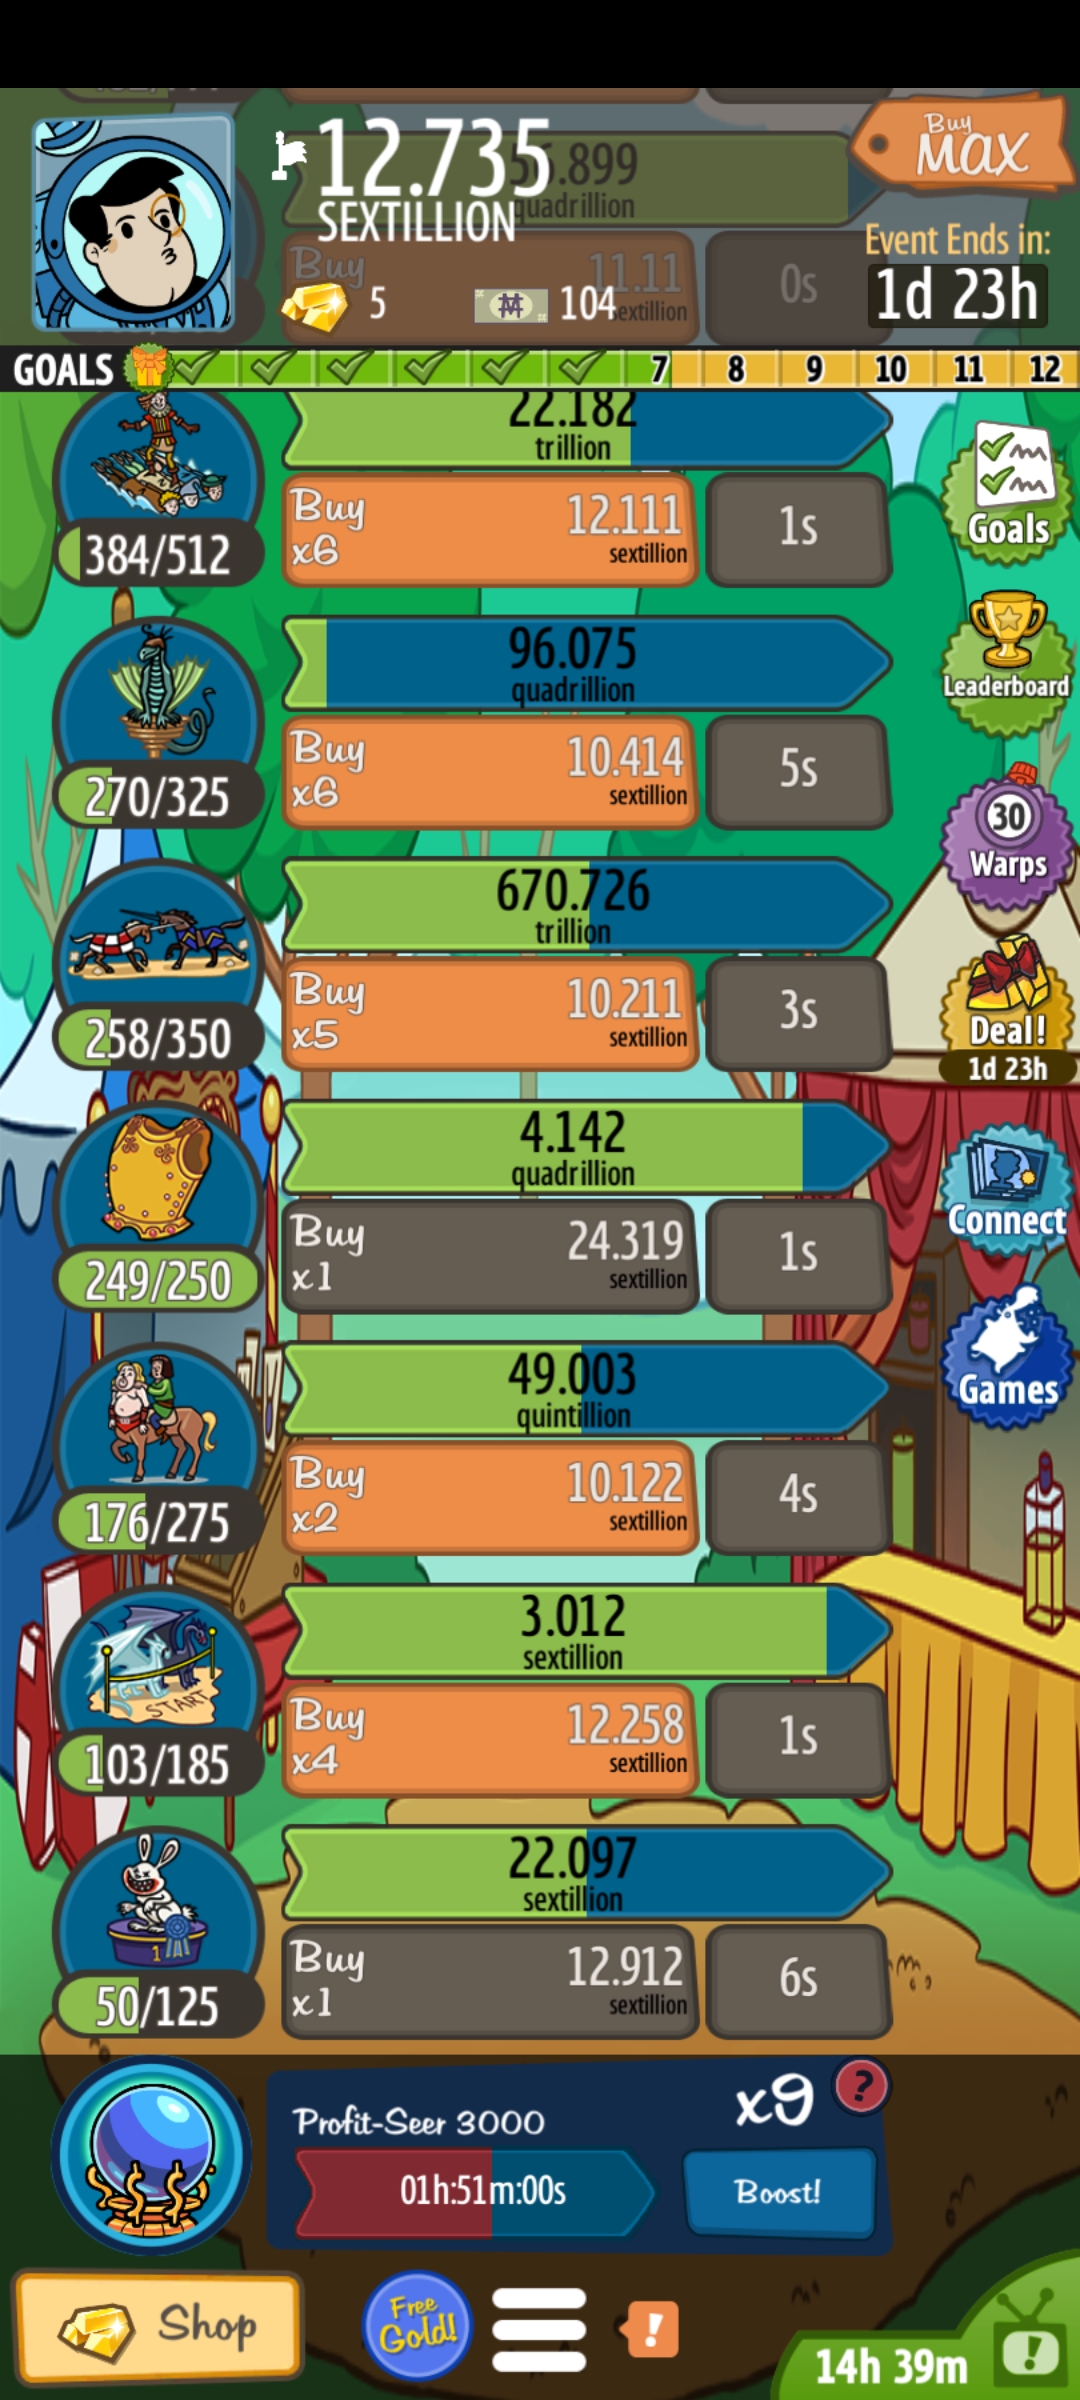 12.735
SEXTILLION
56.899
quadrillion
Buy
11.11
sextillion
0s
5
104
Buy
MAX
Event Ends in:
1d 23h
GOALS 7 8 9 10 11 12
22.182
trillion
384/512
Buy
x6
12.111
sextillion
1s
Goals
96.075
quadrillion
270/325
Buy
x6
10.414
sextillion
5s
Leaderboard
30
Warps
670.726
trillion
258/350
Buy
x5
10.211
sextillion
3s
Deal!
1d 23h
4.142
quadrillion
249/250
Buy
x1
24.319
sextillion
1s
Connect
49.003
quintillion
176/275
Buy
x2
10.122
sextillion
4s
Games
3.012
sextillion
START
103/185
Buy
x4
12.258
sextillion
1s
22.097
sextillion
1
50/125
Buy
x1
12.912
sextillion
6s
Profit-Seer 3000
x9
?
01h:51m:00s
Boost!
Shop
Free
Gold!
!
14h 39m
!